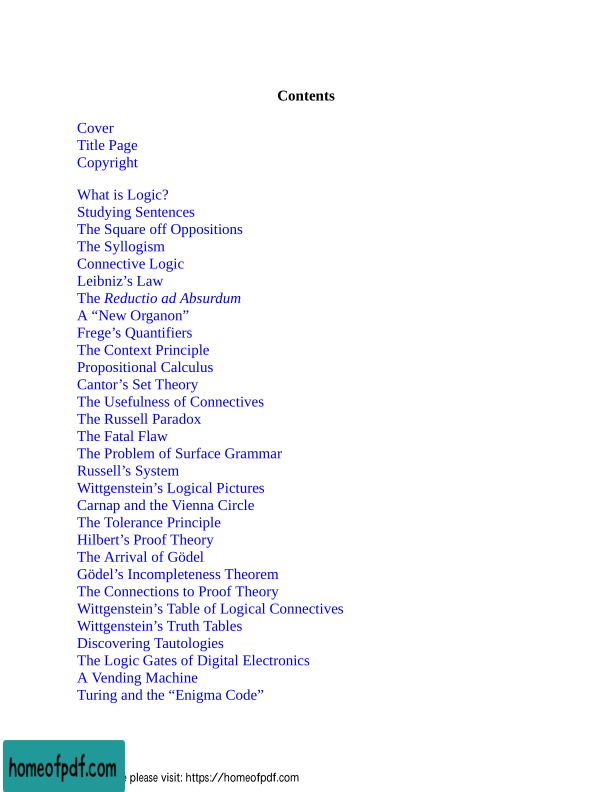 Contents
Cover
Title Page
Copyright
What is Logic?
Studying Sentences
The Square off Oppositions
The Syllogism
Connective Logic
Leibniz’s Law
The Reductio ad Absurdum
A “New Organon”
Frege’s Quantifiers
The Context Principle
Propositional Calculus
Cantor’s Set Theory
The Usefulness of Connectives
The Russell Paradox
The Fatal Flaw
The Problem of Surface Grammar
Russell’s System
Wittgenstein’s Logical Pictures
Carnap and the Vienna Circle
The Tolerance Principle
Hilbert’s Proof Theory
The Arrival of Gödel
Gödel’s Incompleteness Theorem
The Connections to Proof Theory
Wittgenstein’s Table of Logical Connectives
Wittgenstein’s Truth Tables
Discovering Tautologies
The Logic Gates of Digital Electronics
A Vending Machine
Turing and the “Enigma Code”
homeofpdf.com
please visit: https://homeofpdf.com